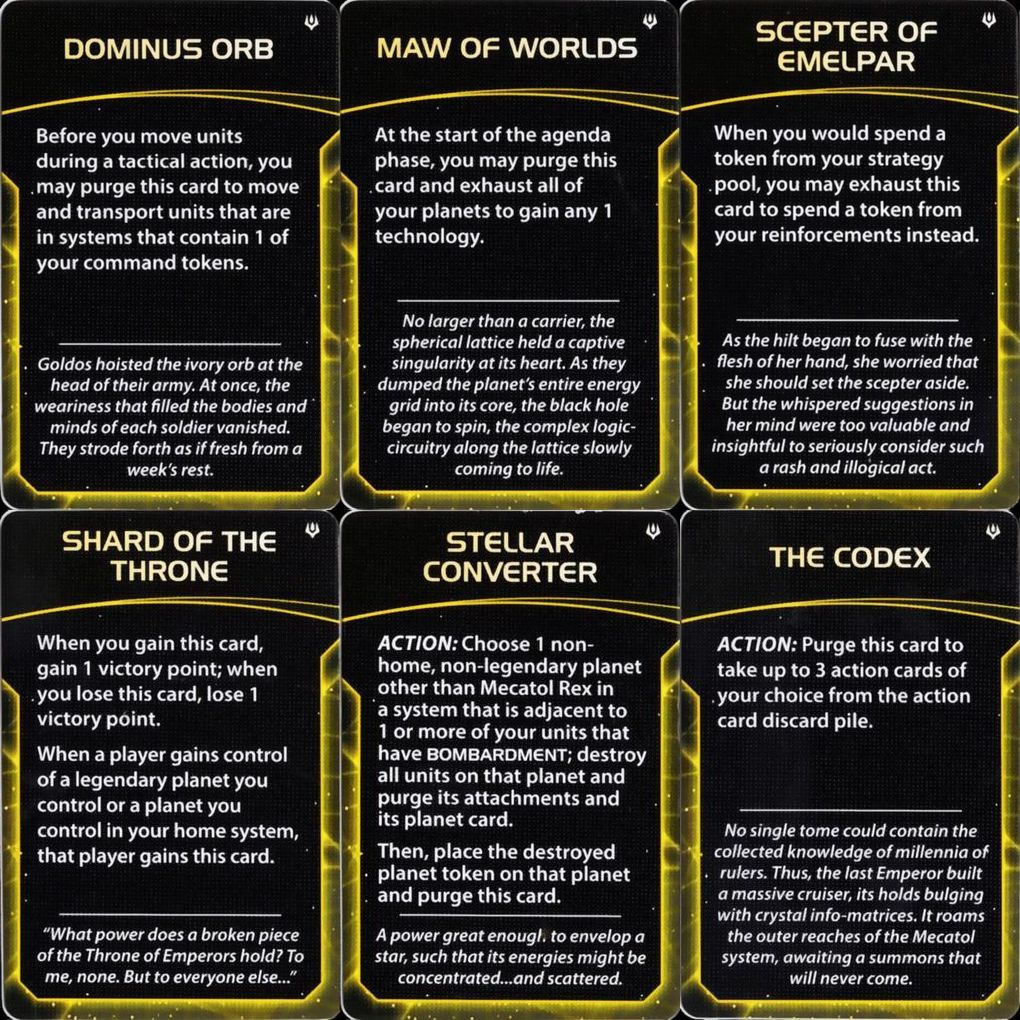 DOMINUS ORB
Before you move units
during a tactical action, you
may purge this card to move
and transport units that are
in systems that contain 1 of
your command tokens.
Goldos hoisted the ivory orb at the
head of their army. At once, the
weariness that filled the bodies and
minds of each soldier vanished.
They strode forth as if fresh from a
week's rest.
MAW OF WORLDS
At the start of the agenda
phase, you may purge this
card and exhaust all of
your planets to gain any 1
technology.
No larger than a carrier, the
spherical lattice held a captive
singularity at its heart. As they
dumped the planet's entire energy
grid into its core, the black hole
began to spin, the complex logic-
circuitry along the lattice slowly
coming to life.
SCEPTER OF
EMELPAR
When you would spend a
token from your strategy
pool, you may exhaust this
card to spend a token from
your reinforcements instead.
As the hilt began to fuse with the
flesh of her hand, she worried that
she should set the scepter aside.
But the whispered suggestions in
her mind were too valuable and
insightful to seriously consider such
a rash and illogical act.
SHARD OF THE
THRONE
When you gain this card,
gain 1 victory point; when
you lose this card, lose 1
victory point.
When a player gains control
of a legendary planet you
control or a planet you
control in your home system,
that player gains this card.
"What power does a broken piece
of the Throne of Emperors hold? To
me, none. But to everyone else..."
STELLAR
CONVERTER
ACTION: Choose 1 non-
home, non-legendary planet
other than Mecatol Rex in
a system that is adjacent to
1 or more of your units that
have BOMBARDMENT; destroy
all units on that planet and
purge its attachments and
its planet card.
Then, place the destroyed
planet token on that planet
and purge this card.
A power great enough to envelop a
star, such that its energies might be
concentrated...and scattered.
THE CODEX
ACTION: Purge this card to
take up to 3 action cards of
your choice from the action
card discard pile.
No single tome could contain the
collected knowledge of millennia of
rulers. Thus, the last Emperor built
a massive cruiser, its holds bulging
with crystal info-matrices. It roams
the outer reaches of the Mecatol
system, awaiting a summons that
will never come.